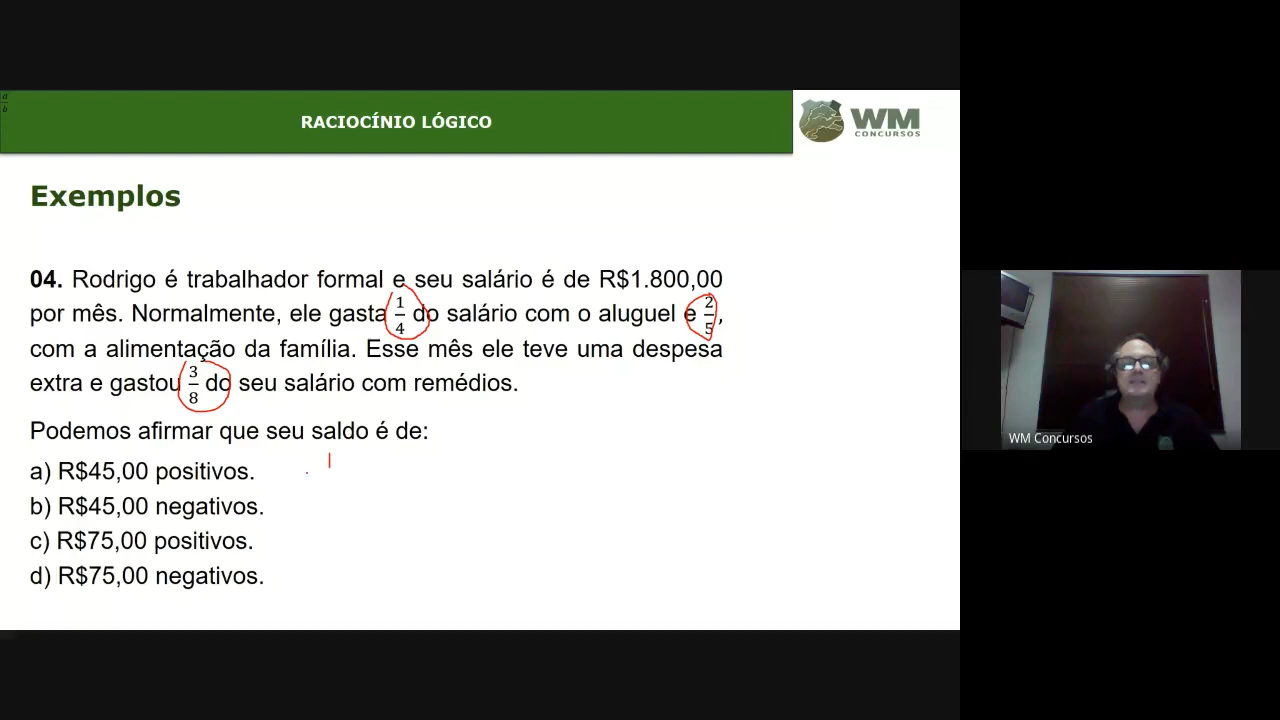 a
b
RACIOCÍNIO LÓGICO
WM
CONCURSOS
Exemplos
04. Rodrigo é trabalhador formal e seu salário é de R$1.800,00
por mês. Normalmente, ele gasta 1/4 do salário com o aluguel e 2/5,
com a alimentação da família. Esse mês ele teve uma despesa
extra e gastou 3/8 do seu salário com remédios.
Podemos afirmar que seu saldo é de:
a) R$45,00 positivos.
b) R$45,00 negativos.
c) R$75,00 positivos.
d) R$75,00 negativos.
WM Concursos